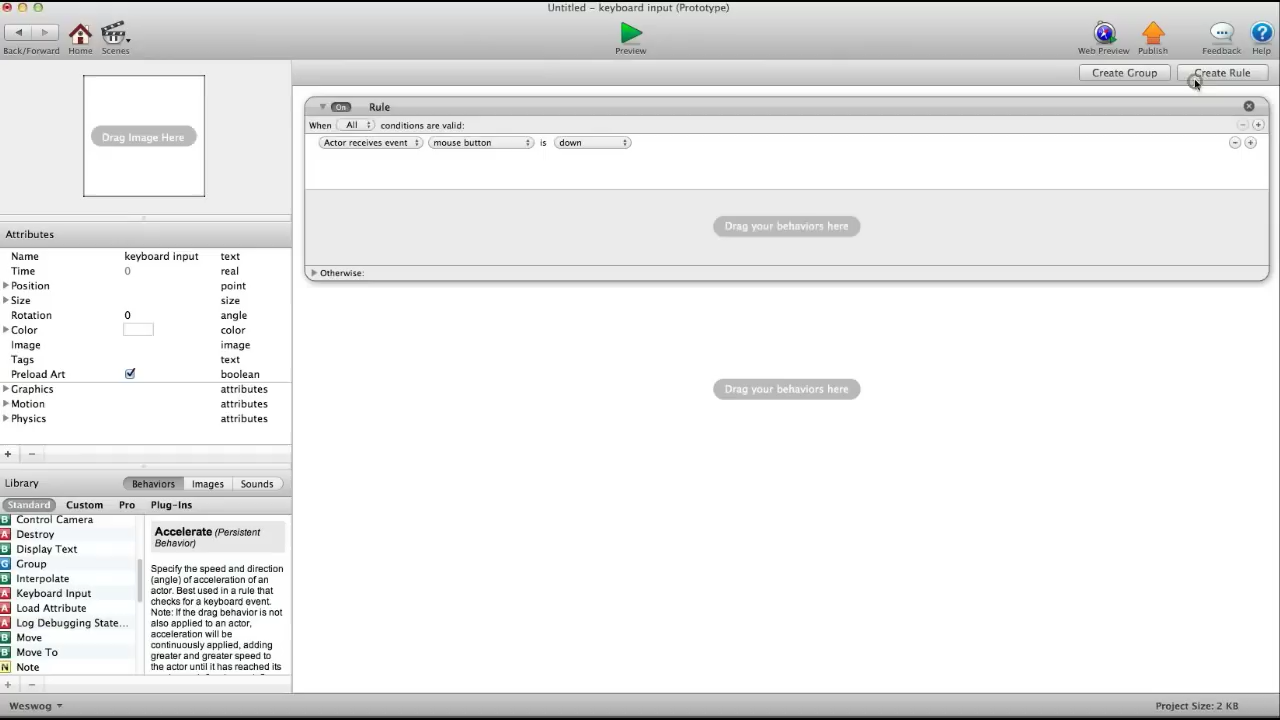 Untitled – keyboard input (Prototype)
Back/Forward Home Scenes Preview Web Preview Publish Feedback Help
Create Group Create Rule
Drag Image Here
On Rule
When All conditions are valid:
Actor receives event mouse button is down
Drag your behaviors here
Otherwise:
Drag your behaviors here
Attributes
Name keyboard input text
Time 0 real
Position point
Size size
Rotation 0 angle
Color color
Image image
Tags text
Preload Art boolean
Graphics attributes
Motion attributes
Physics attributes
+ −
Library Behaviors Images Sounds
Standard Custom Pro Plug-Ins
B Control Camera
A Destroy
B Display Text
G Group
B Interpolate
A Keyboard Input
A Load Attribute
A Log Debugging State...
B Move
B Move To
N Note
Accelerate (Persistent
Behavior)
Specify the speed and direction
(angle) of acceleration of an
actor. Best used in a rule that
checks for a keyboard event.
Note: If the drag behavior is not
also applied to an actor,
acceleration will be
continuously applied, adding
greater and greater speed to
the actor until it has reached its
+ −
Weswog Project Size: 2 KB